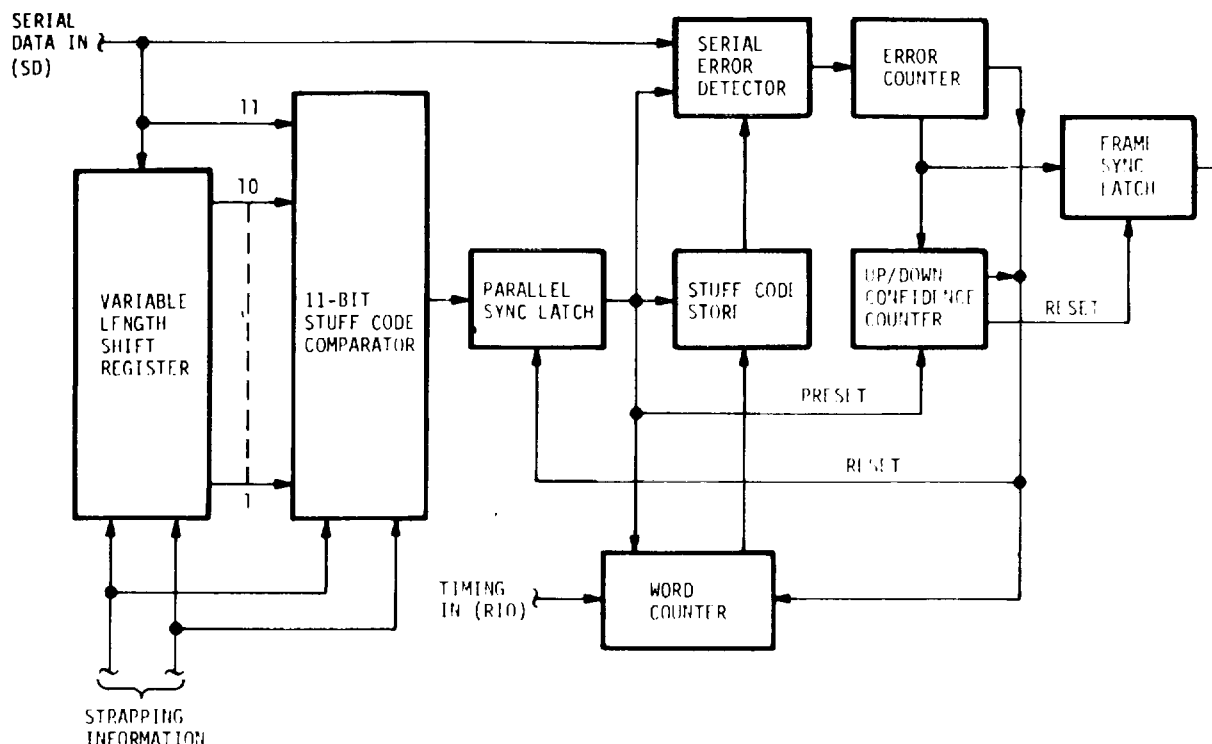 SERIAL
DATA IN
(SD)
11
10
1
VARIABLE
LENGTH
SHIFT
REGISTER
11-BIT
STUFF CODE
COMPARATOR
PARALLEL
SYNC LATCH
SERIAL
ERROR
DETECTOR
ERROR
COUNTER
FRAME
SYNC
LATCH
STUFF CODE
STORE
UP/DOWN
CONFIDENCE
COUNTER
RESET
PRESET
RESET
TIMING
IN (RIO)
WORD
COUNTER
STRAPPING
INFORMATION